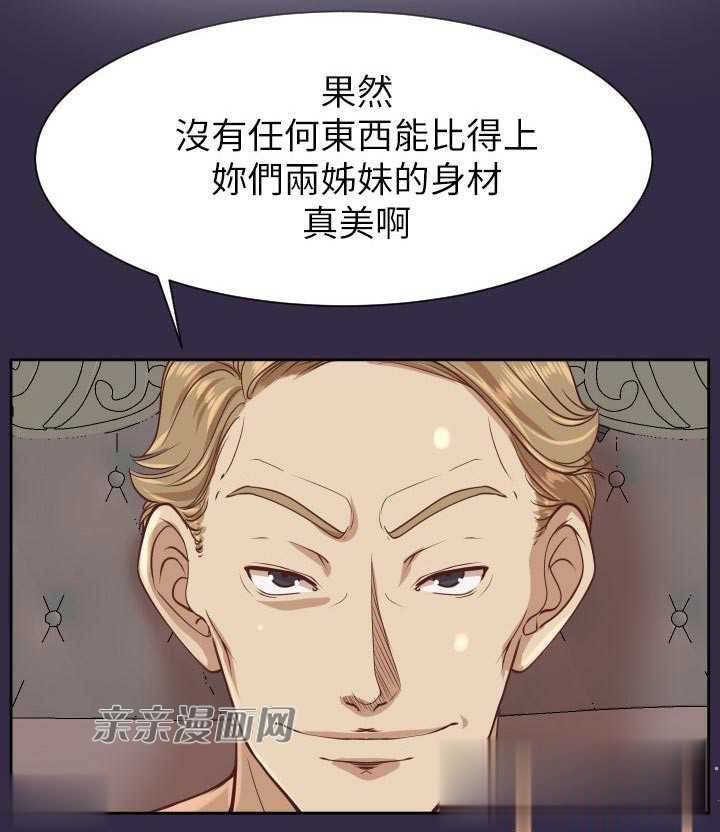 果然
沒有任何東西能比得上
妳們兩姊妹的身材
真美啊
亲亲漫画网